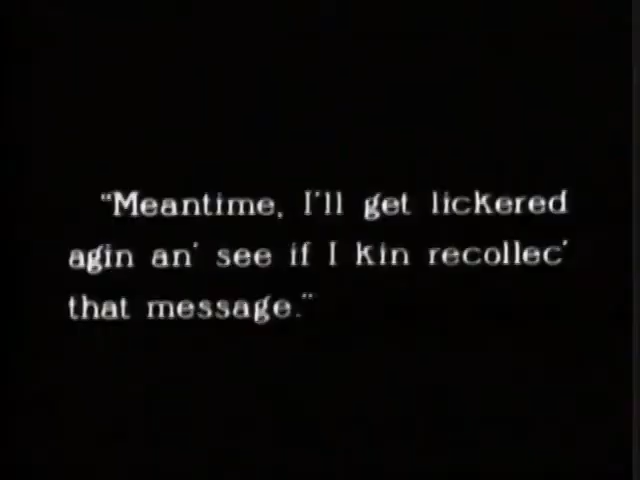 "Meantime, I'll get lickered
agin an' see if I kin recollec'
that message."